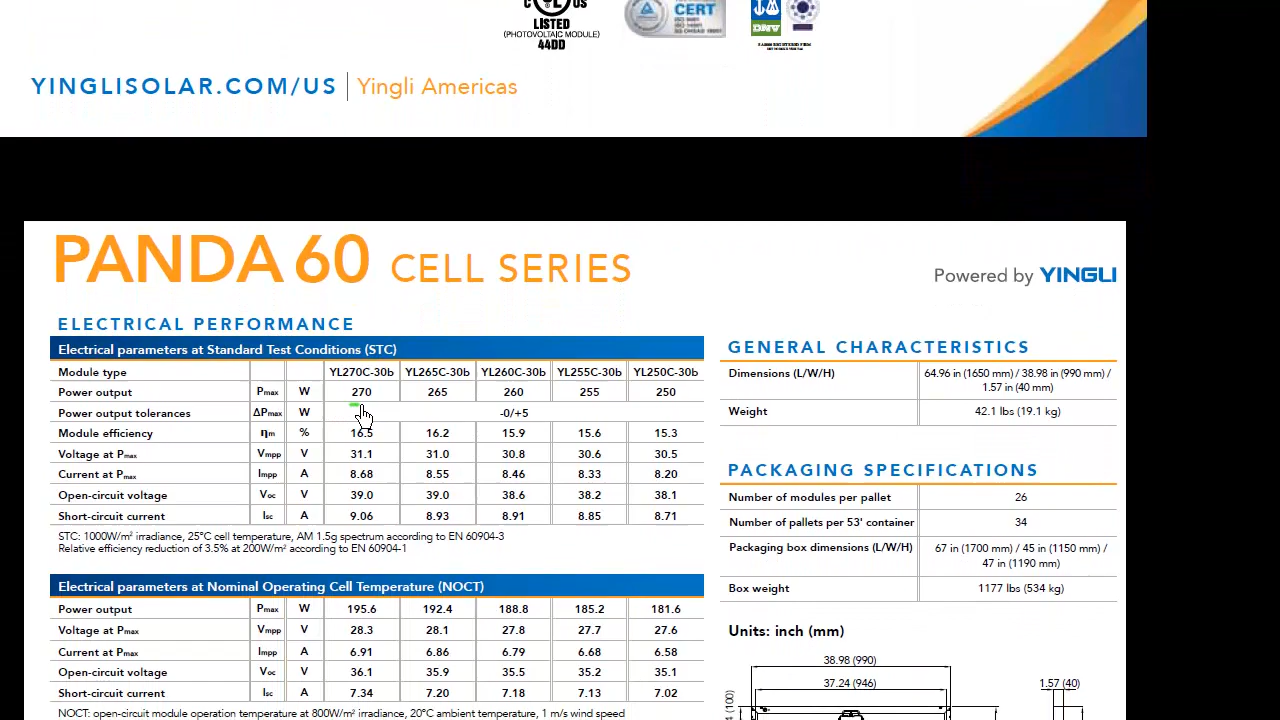 C UL US
LISTED
(PHOTOVOLTAIC MODULE)
44DD
CERT
DNV
YINGLISOLAR.COM/US | Yingli Americas
PANDA 60 CELL SERIES
Powered by YINGLI
ELECTRICAL PERFORMANCE
Electrical parameters at Standard Test Conditions (STC)
Module type YL270C-30b YL265C-30b YL260C-30b YL255C-30b YL250C-30b
Power output Pmax W 270 265 260 255 250
Power output tolerances ΔPmax W -0/+5
Module efficiency ηm % 16.5 16.2 15.9 15.6 15.3
Voltage at Pmax Vmpp V 31.1 31.0 30.8 30.6 30.5
Current at Pmax Impp A 8.68 8.55 8.46 8.33 8.20
Open-circuit voltage Voc V 39.0 39.0 38.6 38.2 38.1
Short-circuit current Isc A 9.06 8.93 8.91 8.85 8.71
STC: 1000W/m² irradiance, 25°C cell temperature, AM 1.5g spectrum according to EN 60904-3
Relative efficiency reduction of 3.5% at 200W/m² according to EN 60904-1
Electrical parameters at Nominal Operating Cell Temperature (NOCT)
Power output Pmax W 195.6 192.4 188.8 185.2 181.6
Voltage at Pmax Vmpp V 28.3 28.1 27.8 27.7 27.6
Current at Pmax Impp A 6.91 6.86 6.79 6.68 6.58
Open-circuit voltage Voc V 36.1 35.9 35.5 35.2 35.1
Short-circuit current Isc A 7.34 7.20 7.18 7.13 7.02
NOCT: open-circuit module operation temperature at 800W/m² irradiance, 20°C ambient temperature, 1 m/s wind speed
GENERAL CHARACTERISTICS
Dimensions (L/W/H) 64.96 in (1650 mm) / 38.98 in (990 mm) /
1.57 in (40 mm)
Weight 42.1 lbs (19.1 kg)
PACKAGING SPECIFICATIONS
Number of modules per pallet 26
Number of pallets per 53' container 34
Packaging box dimensions (L/W/H) 67 in (1700 mm) / 45 in (1150 mm) /
47 in (1190 mm)
Box weight 1177 lbs (534 kg)
Units: inch (mm)
38.98 (990)
37.24 (946)
1.57 (40)
(100)